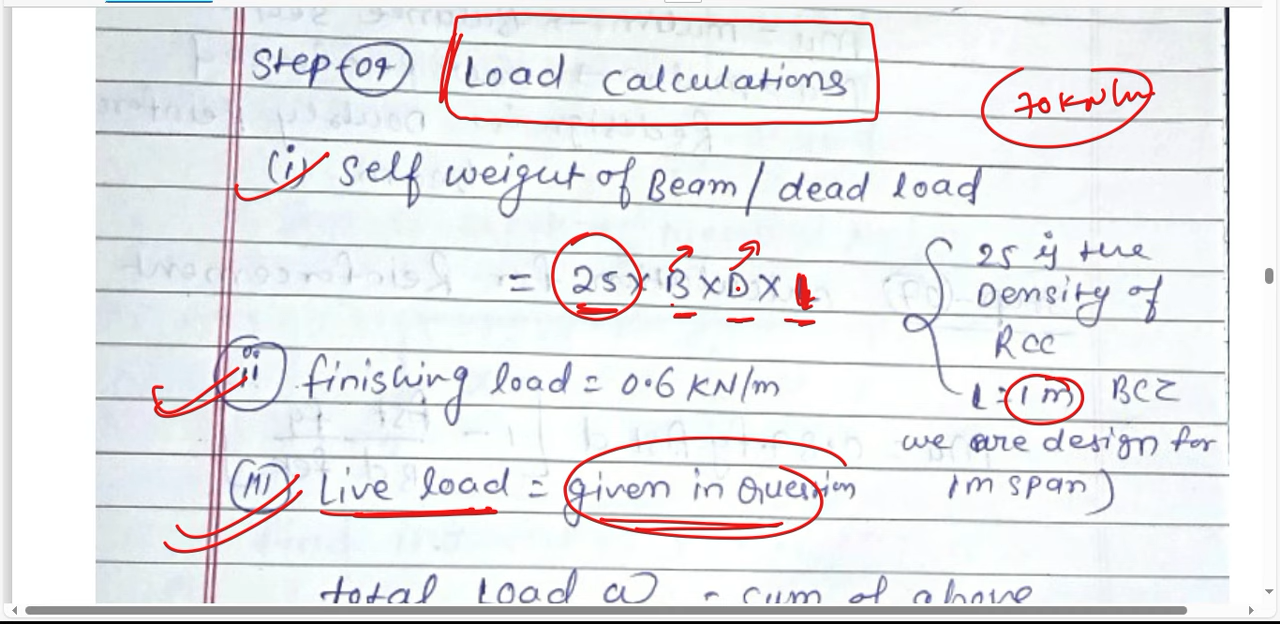 Step-04 Load calculations
70 KN/m
(i) Self weight of Beam / dead load
= 25 x B x D x L
{ 25 is the
Density of
RCC
L = 1m BCZ
we are design for
1m span)
(ii) finishing load = 0.6 KN/m
(iii) Live load = given in Question
total Load ω = sum of above